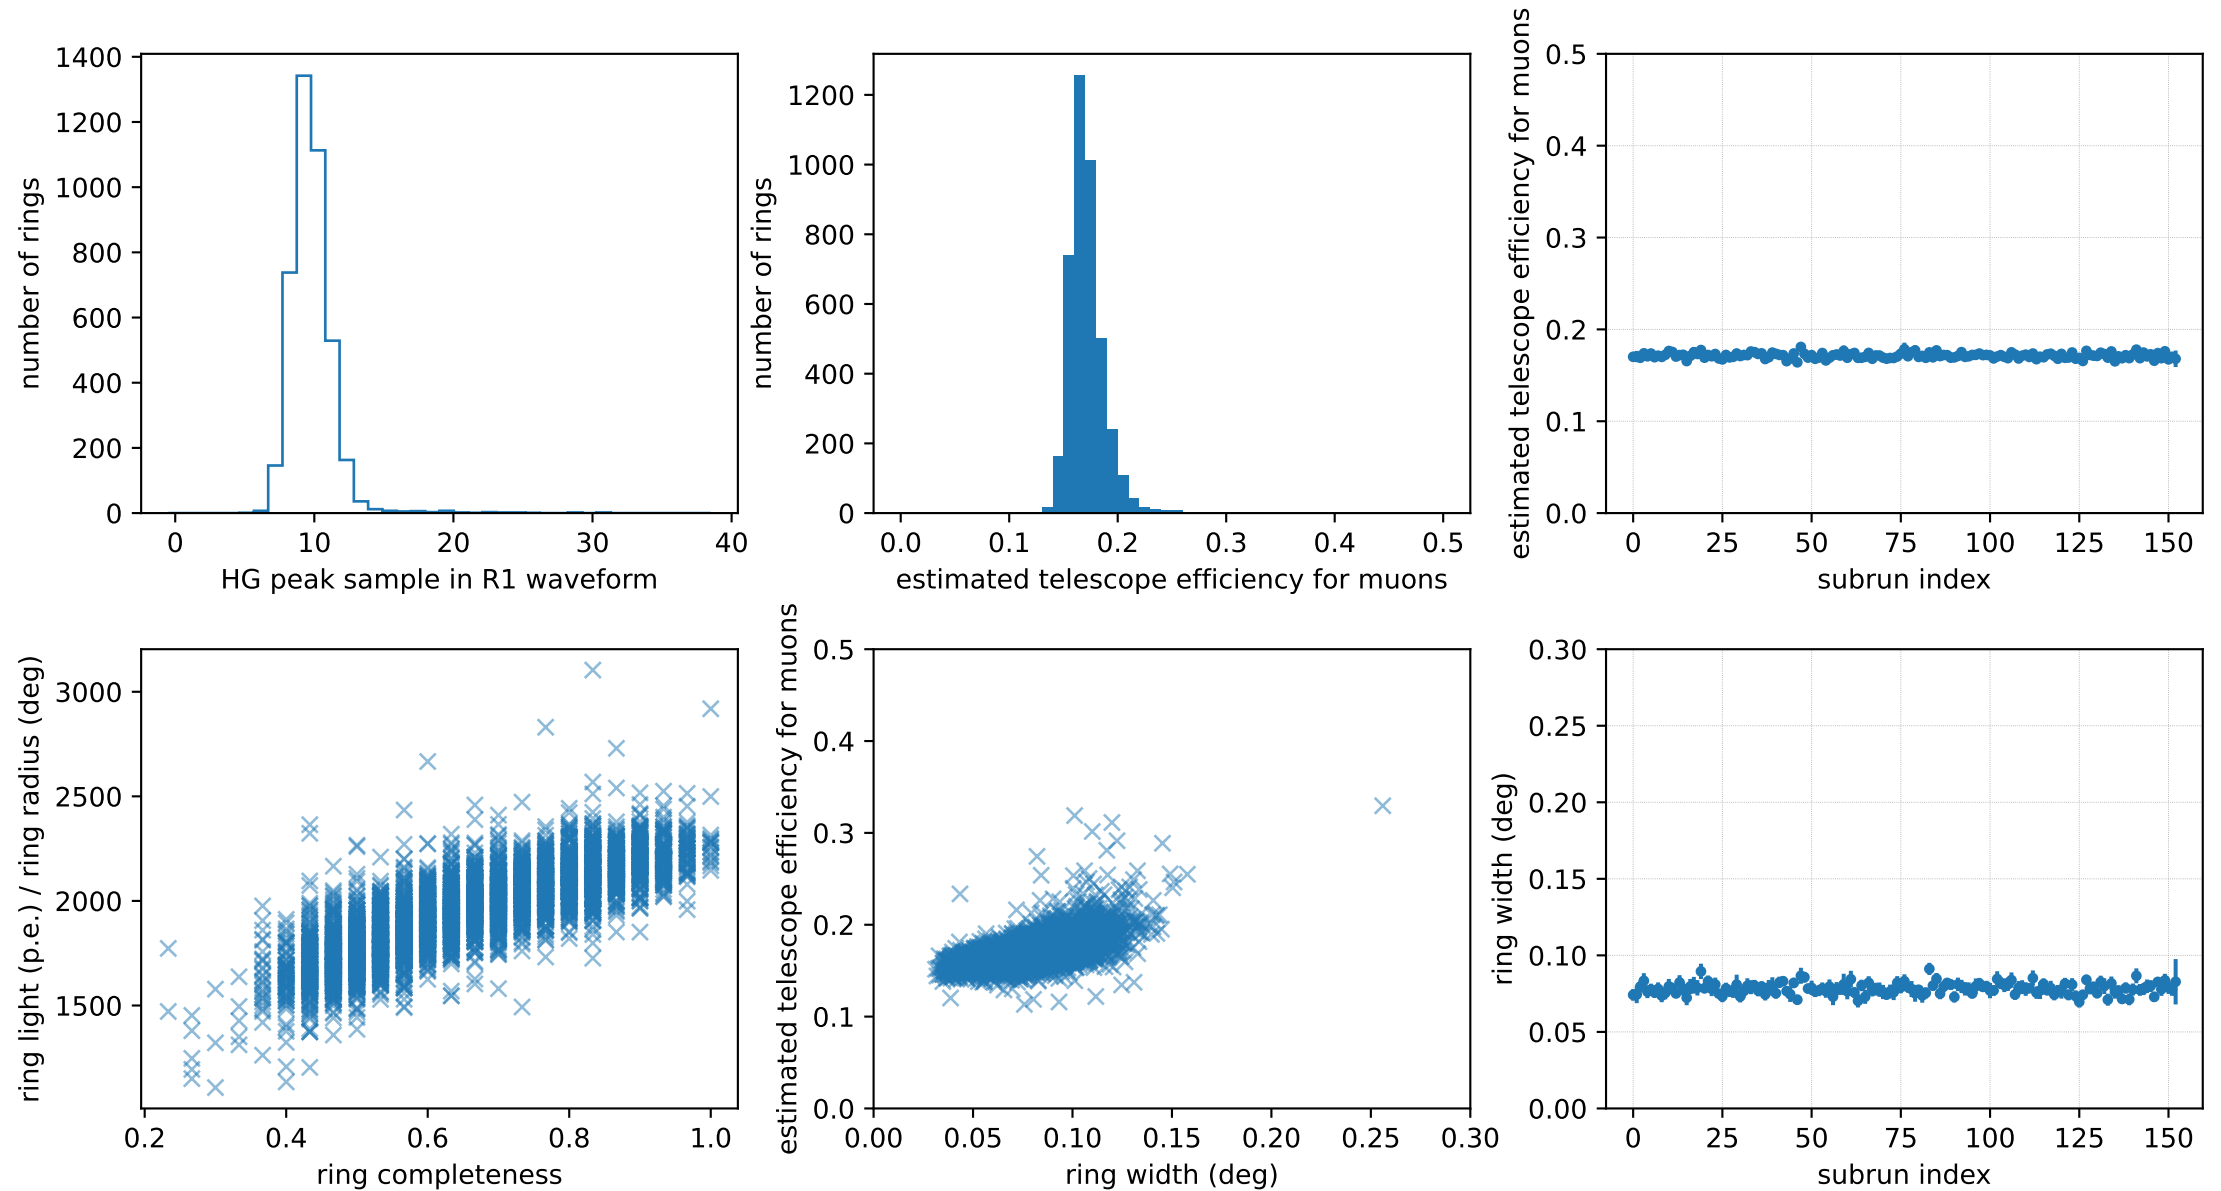 1400
1200
1000
800
600
400
200
0
number of rings
0 10 20 30 40
HG peak sample in R1 waveform
1200
1000
800
600
400
200
0
number of rings
0.0 0.1 0.2 0.3 0.4 0.5
estimated telescope efficiency for muons
0.5
0.4
0.3
0.2
0.1
0.0
estimated telescope efficiency for muons
0 25 50 75 100 125 150
subrun index
3000
2500
2000
1500
ring light (p.e.) / ring radius (deg)
0.2 0.4 0.6 0.8 1.0
ring completeness
0.5
0.4
0.3
0.2
0.1
0.0
estimated telescope efficiency for muons
0.00 0.05 0.10 0.15 0.20 0.25 0.30
ring width (deg)
0.30
0.25
0.20
0.15
0.10
0.05
0.00
ring width (deg)
0 25 50 75 100 125 150
subrun index